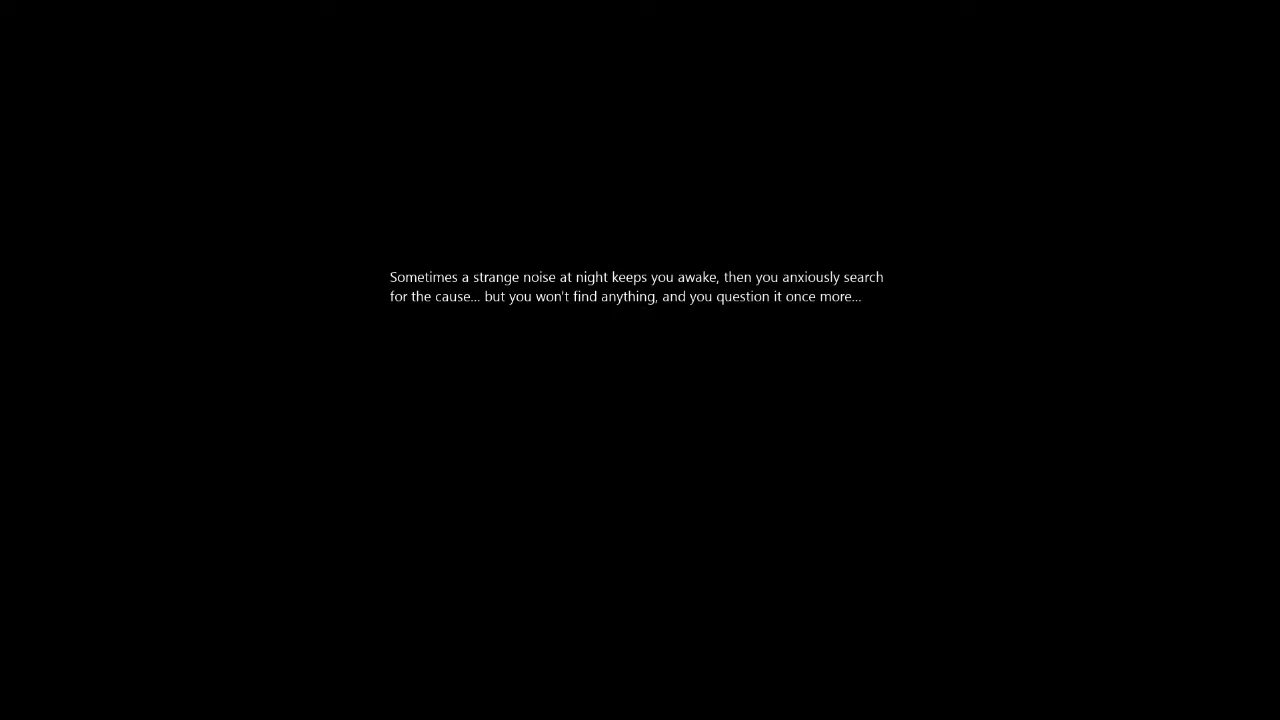 Sometimes a strange noise at night keeps you awake, then you anxiously search
for the cause... but you won't find anything, and you question it once more...